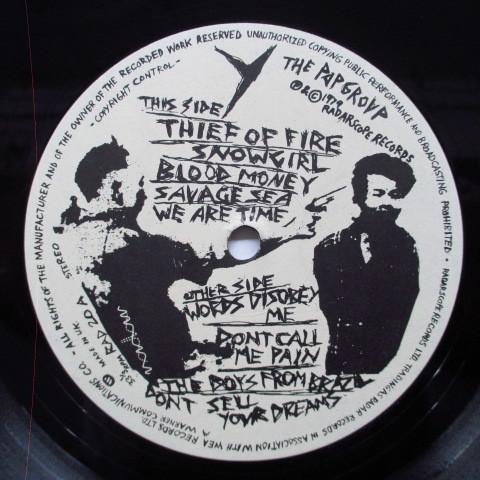 ALL RIGHTS OF THE MANUFACTURER AND OF THE OWNER OF THE RECORDED WORK RESERVED UNAUTHORIZED COPYING PUBLIC PERFORMANCE AND BROADCASTING PROHIBITED • RADARSCOPE RECORDS LTD. TRADING AS RADAR RECORDS IN ASSOCIATION WITH WEA RECORDS LTD.
A WARNER COMMUNICATIONS CO. -
- COPYRIGHT CONTROL -
Y
THE POP GROUP
℗ & © 1979
RADARSCOPE RECORDS
THIS SIDE
THIEF OF FIRE
SNOWGIRL
BLOOD MONEY
SAVAGE SEA
WE ARE TIME
STEREO
RAD 20 A
MADE IN UK
33⅓ RPM
OTHER SIDE
WORDS DISOBEY
ME
DONT CALL
ME PAIN
THE BOYS FROM BRAZIL
DONT SELL
YOUR DREAMS